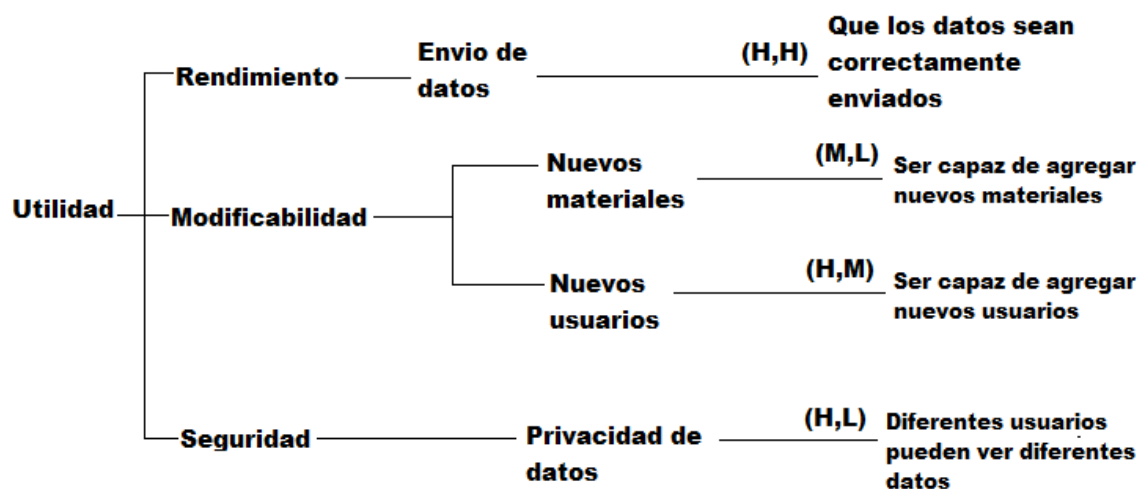 Utilidad
Rendimiento
Envio de
datos
(H,H)
Que los datos sean
correctamente
enviados
Modificabilidad
Nuevos
materiales
(M,L)
Ser capaz de agregar
nuevos materiales
Nuevos
usuarios
(H,M)
Ser capaz de agregar
nuevos usuarios
Seguridad
Privacidad de
datos
(H,L)
Diferentes usuarios
pueden ver diferentes
datos